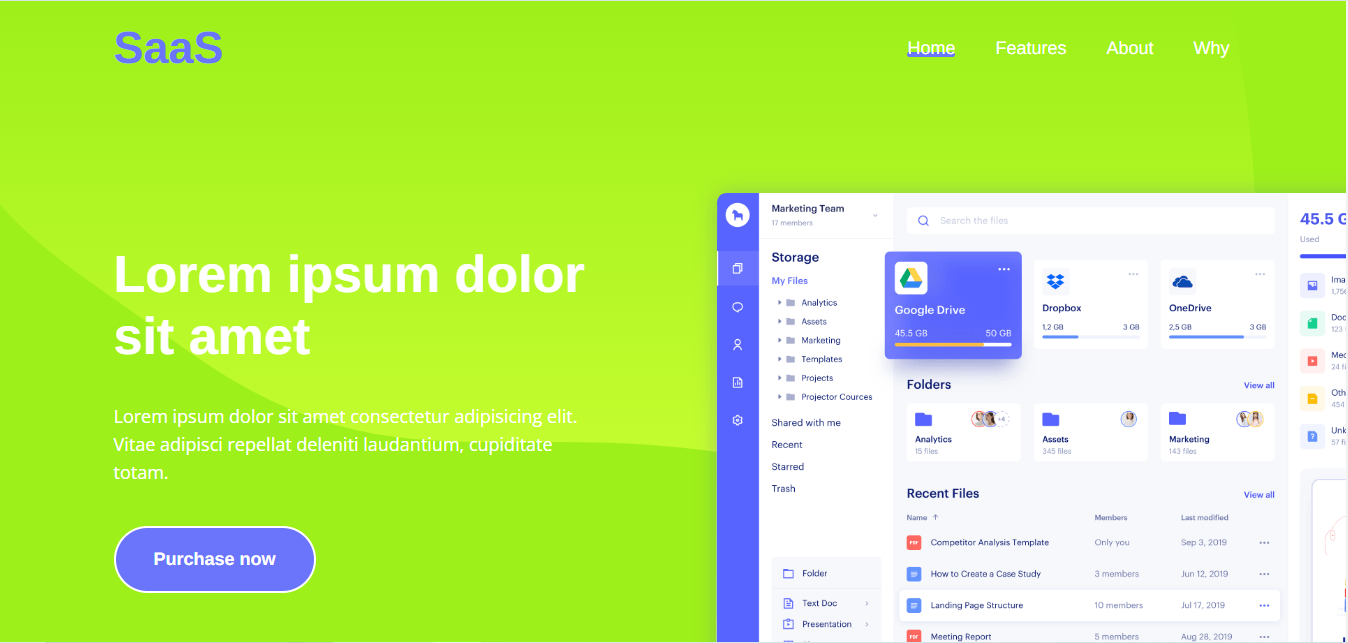 SaaS
Home Features About Why
Lorem ipsum dolor
sit amet
Lorem ipsum dolor sit amet consectetur adipisicing elit.
Vitae adipisci repellat deleniti laudantium, cupiditate
totam.
Purchase now
Marketing Team
17 members
Storage
My Files
Analytics
Assets
Marketing
Templates
Projects
Projector Cources
Shared with me
Recent
Starred
Trash
Folder
Text Doc
Presentation
Search the files
Google Drive
45.5 GB 50 GB
Dropbox
1,2 GB 3 GB
OneDrive
2,5 GB 3 GB
Folders View all
+4
Analytics
15 files
Assets
345 files
Marketing
143 files
Recent Files View all
Name Members Last modified
PDF Competitor Analysis Template Only you Sep 3, 2019
How to Create a Case Study 3 members Jun 12, 2019
Landing Page Structure 10 members Jul 17, 2019
PDF Meeting Report 5 members Aug 28, 2019
45.5 G
Used
Ima
1,756
Doc
123
Med
24 fi
Oth
454
Unk
57 fi